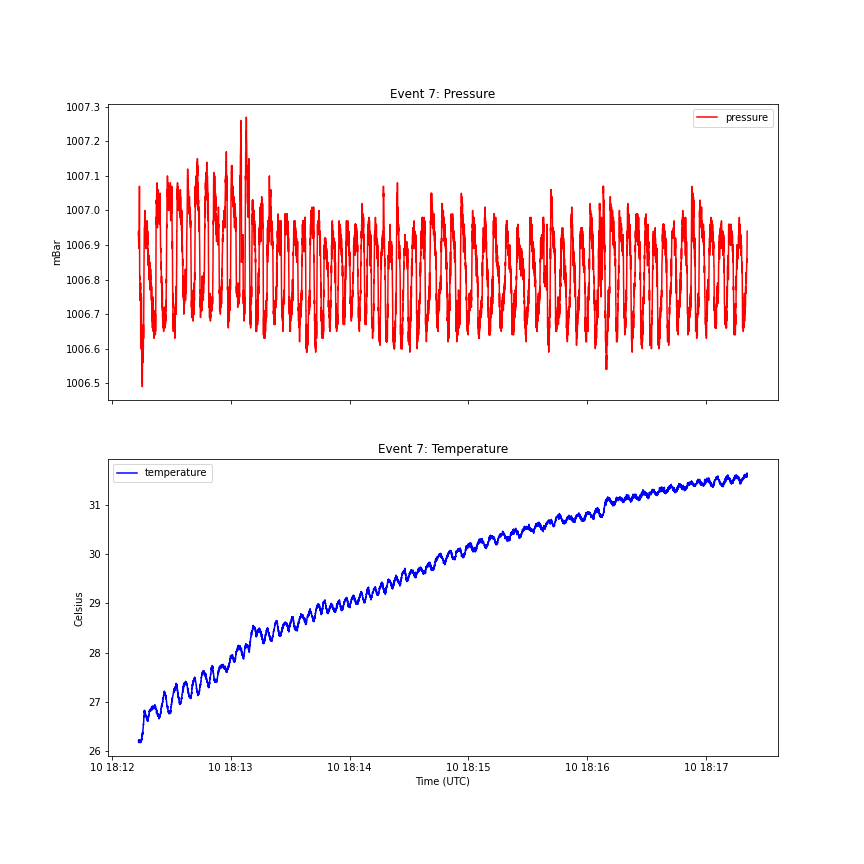 Event 7: Pressure
1007.3
1007.2
1007.1
1007.0
1006.9
1006.8
1006.7
1006.6
1006.5
mBar
pressure
Event 7: Temperature
temperature
31
30
29
28
27
26
Celsius
10 18:12 10 18:13 10 18:14 10 18:15 10 18:16 10 18:17
Time (UTC)